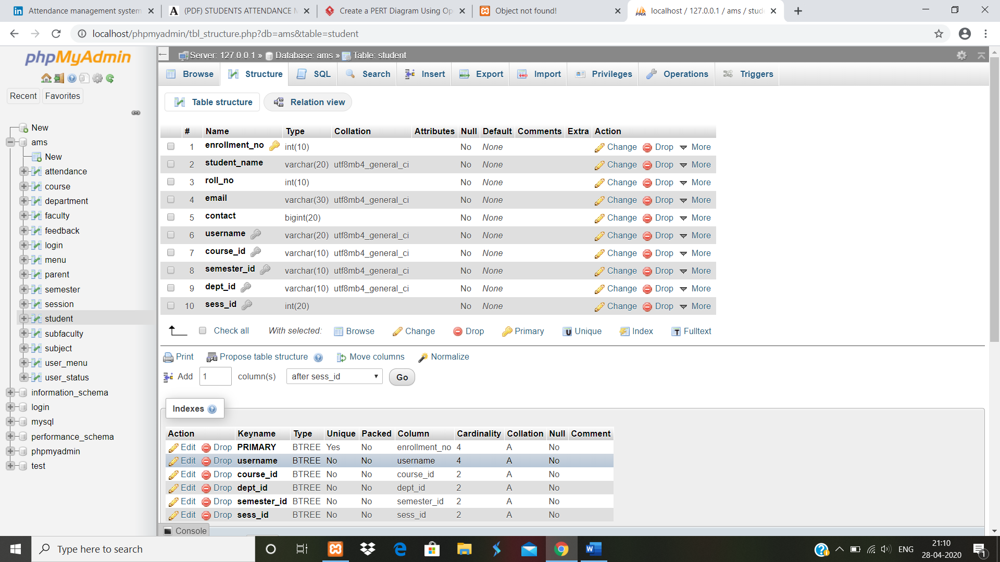 Attendance management system
(PDF) STUDENTS ATTENDANCE M
Create a PERT Diagram Using Op
Object not found!
localhost / 127.0.0.1 / ams / stud
localhost/phpmyadmin/tbl_structure.php?db=ams&table=student
phpMyAdmin
Recent Favorites
New
ams
New
attendance
course
department
faculty
feedback
login
menu
parent
semester
session
student
subfaculty
subject
user_menu
user_status
information_schema
login
mysql
performance_schema
phpmyadmin
test
Server: 127.0.0.1 » Database: ams » Table: student
Browse Structure SQL Search Insert Export Import Privileges Operations Triggers
Table structure Relation view
# Name Type Collation Attributes Null Default Comments Extra Action
1 enrollment_no int(10) No None Change Drop More
2 student_name varchar(20) utf8mb4_general_ci No None Change Drop More
3 roll_no int(10) No None Change Drop More
4 email varchar(30) utf8mb4_general_ci No None Change Drop More
5 contact bigint(20) No None Change Drop More
6 username varchar(20) utf8mb4_general_ci No None Change Drop More
7 course_id varchar(10) utf8mb4_general_ci No None Change Drop More
8 semester_id varchar(10) utf8mb4_general_ci No None Change Drop More
9 dept_id varchar(10) utf8mb4_general_ci No None Change Drop More
10 sess_id int(20) No None Change Drop More
Check all With selected: Browse Change Drop Primary Unique Index Fulltext
Print Propose table structure Move columns Normalize
Add 1 column(s) after sess_id Go
Indexes
Action Keyname Type Unique Packed Column Cardinality Collation Null Comment
Edit Drop PRIMARY BTREE Yes No enrollment_no 4 A No
Edit Drop username BTREE No No username 4 A No
Edit Drop course_id BTREE No No course_id 2 A No
Edit Drop dept_id BTREE No No dept_id 2 A No
Edit Drop semester_id BTREE No No semester_id 2 A No
Edit Drop sess_id BTREE No No sess_id 2 A No
Console
Type here to search
ENG
21:10
28-04-2020
1